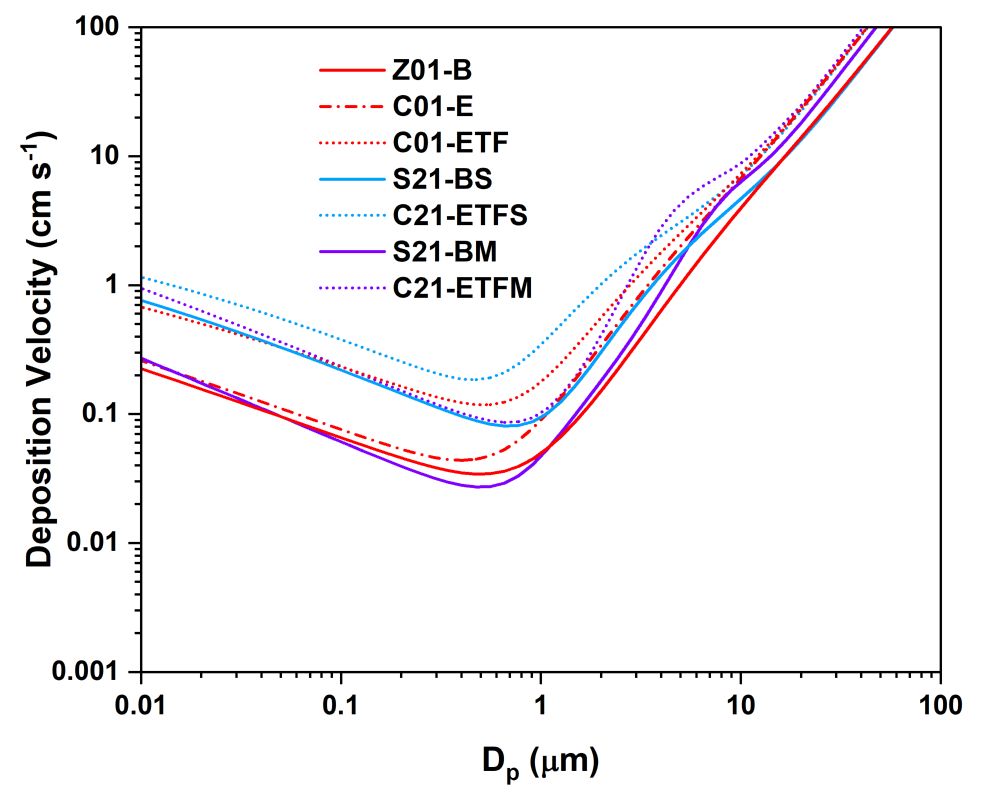 100
10
1
0.1
0.01
0.001
Deposition Velocity (cm s⁻¹)
Z01-B
C01-E
C01-ETF
S21-BS
C21-ETFS
S21-BM
C21-ETFM
0.01 0.1 1 10 100
Dₚ (μm)